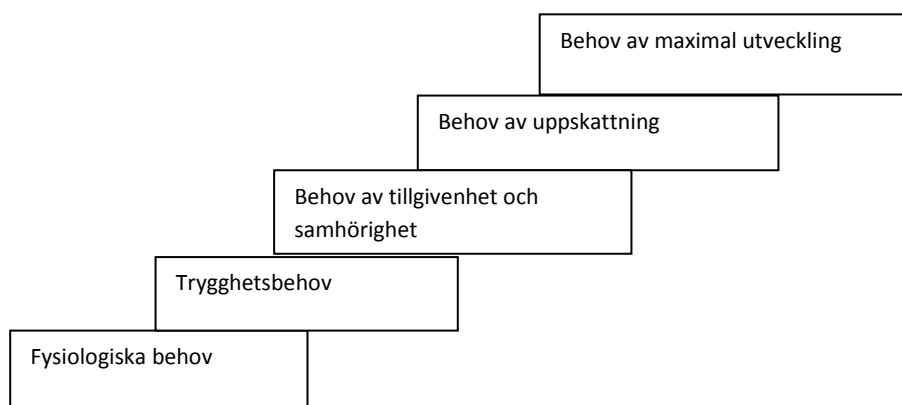 Behov av maximal utveckling
Behov av uppskattning
Behov av tillgivenhet och
samhörighet
Trygghetsbehov
Fysiologiska behov